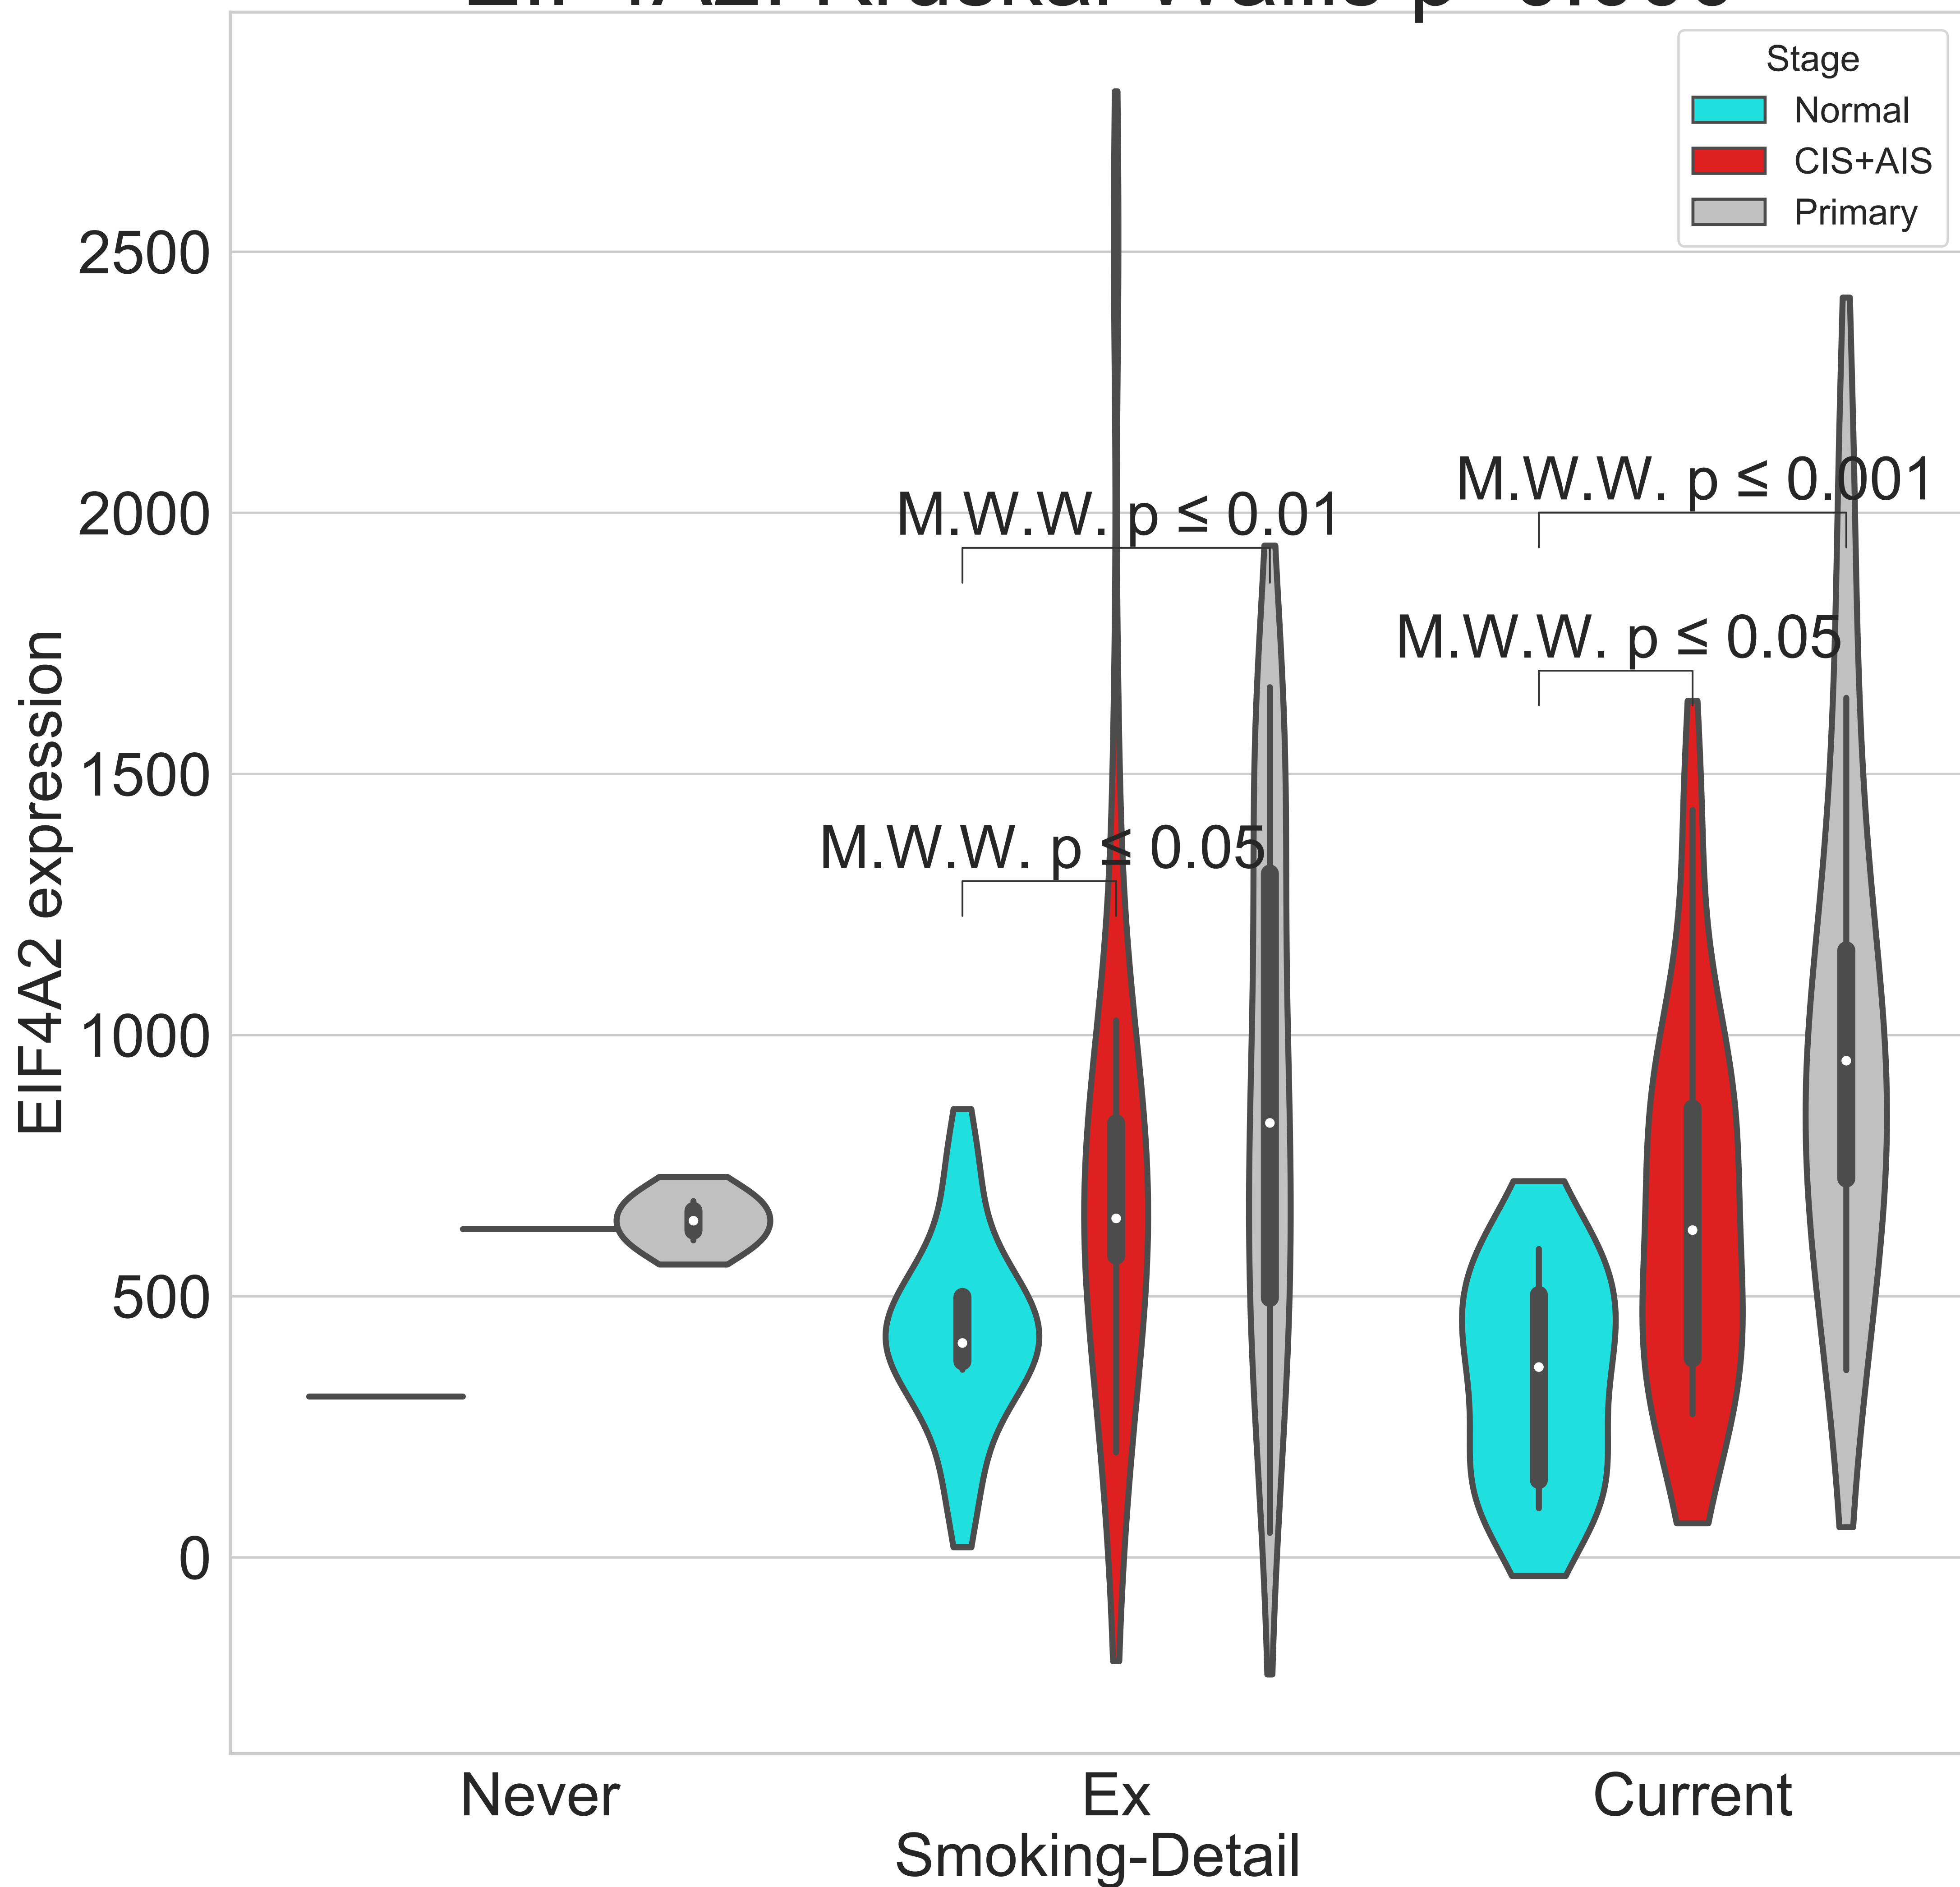 Stage
Normal
CIS+AIS
Primary
2500
2000
1500
1000
500
0
EIF4A2 expression
M.W.W. p ≤ 0.001
M.W.W. p ≤ 0.01
M.W.W. p ≤ 0.05
M.W.W. p ≤ 0.05
Never
Ex
Current
Smoking-Detail